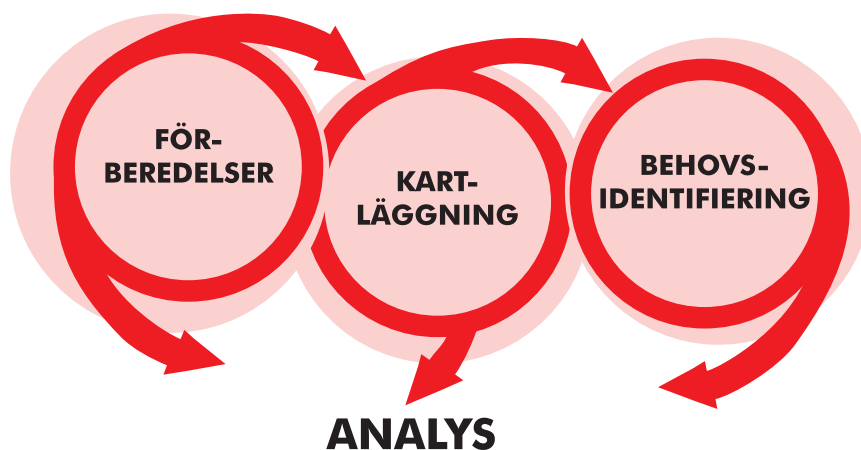 FÖR-
BEREDELSER
KART-
LÄGGNING
BEHOVS-
IDENTIFIERING
ANALYS